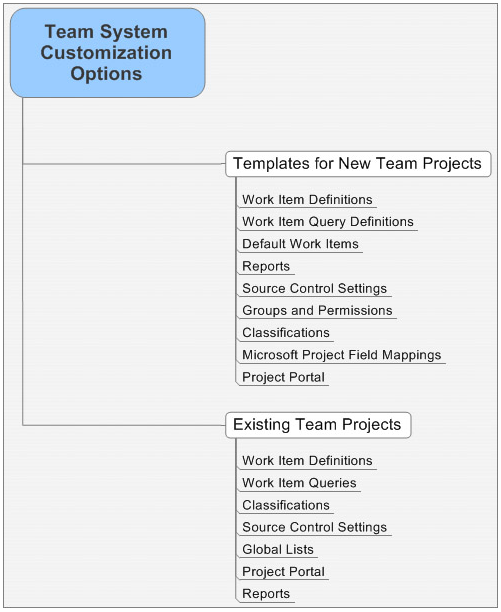 Team System
Customization
Options
Templates for New Team Projects
Work Item Definitions
Work Item Query Definitions
Default Work Items
Reports
Source Control Settings
Groups and Permissions
Classifications
Microsoft Project Field Mappings
Project Portal
Existing Team Projects
Work Item Definitions
Work Item Queries
Classifications
Source Control Settings
Global Lists
Project Portal
Reports